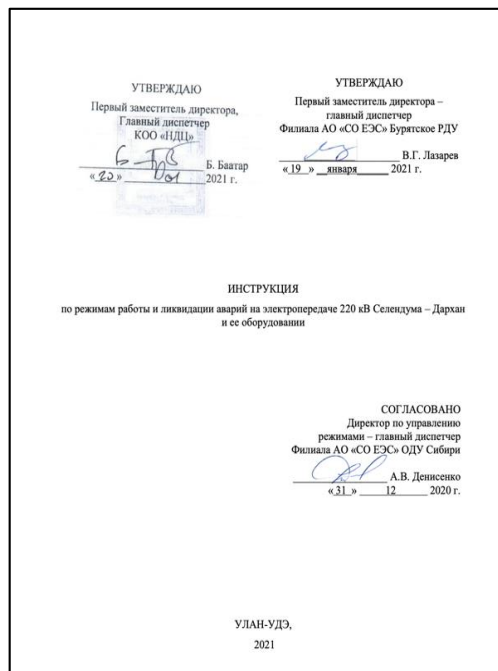 УТВЕРЖДАЮ
Первый заместитель директора,
Главный диспетчер
КОО «НДЦ»
Б. Баатар
« 20 » 01 2021 г.
УТВЕРЖДАЮ
Первый заместитель директора –
главный диспетчер
Филиала АО «СО ЕЭС» Бурятское РДУ
В.Г. Лазарев
« 19 » января 2021 г.
ИНСТРУКЦИЯ
по режимам работы и ликвидации аварий на электропередаче 220 кВ Селендума – Дархан
и ее оборудовании
СОГЛАСОВАНО
Директор по управлению
режимами – главный диспетчер
Филиала АО «СО ЕЭС» ОДУ Сибири
А.В. Денисенко
« 31 » 12 2020 г.
УЛАН-УДЭ,
2021